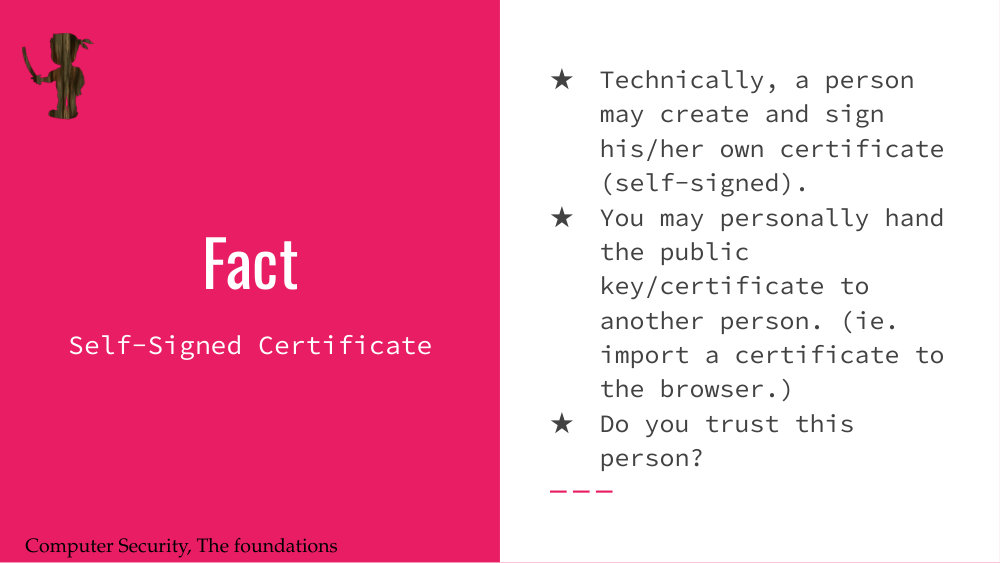 Fact
Self-Signed Certificate
Computer Security, The foundations
★ Technically, a person
may create and sign
his/her own certificate
(self-signed).
★ You may personally hand
the public
key/certificate to
another person. (ie.
import a certificate to
the browser.)
★ Do you trust this
person?